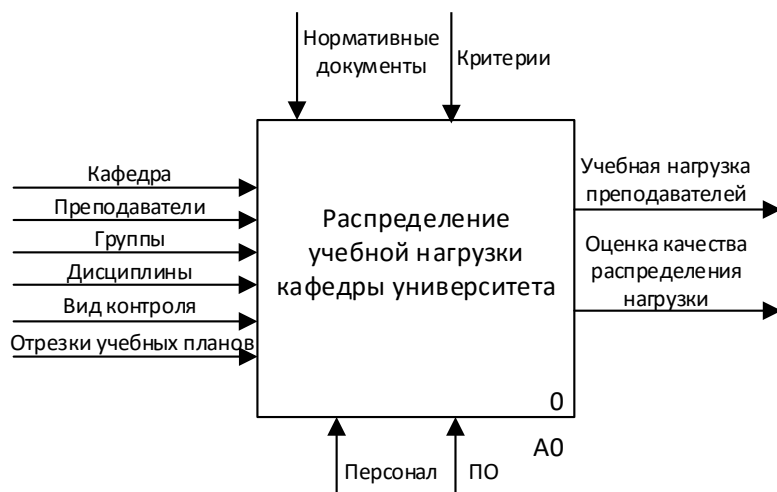 Нормативные
документы
Критерии
Кафедра
Преподаватели
Группы
Дисциплины
Вид контроля
Отрезки учебных планов
Распределение
учебной нагрузки
кафедры университета
0
A0
Учебная нагрузка
преподавателей
Оценка качества
распределения
нагрузки
Персонал
ПО